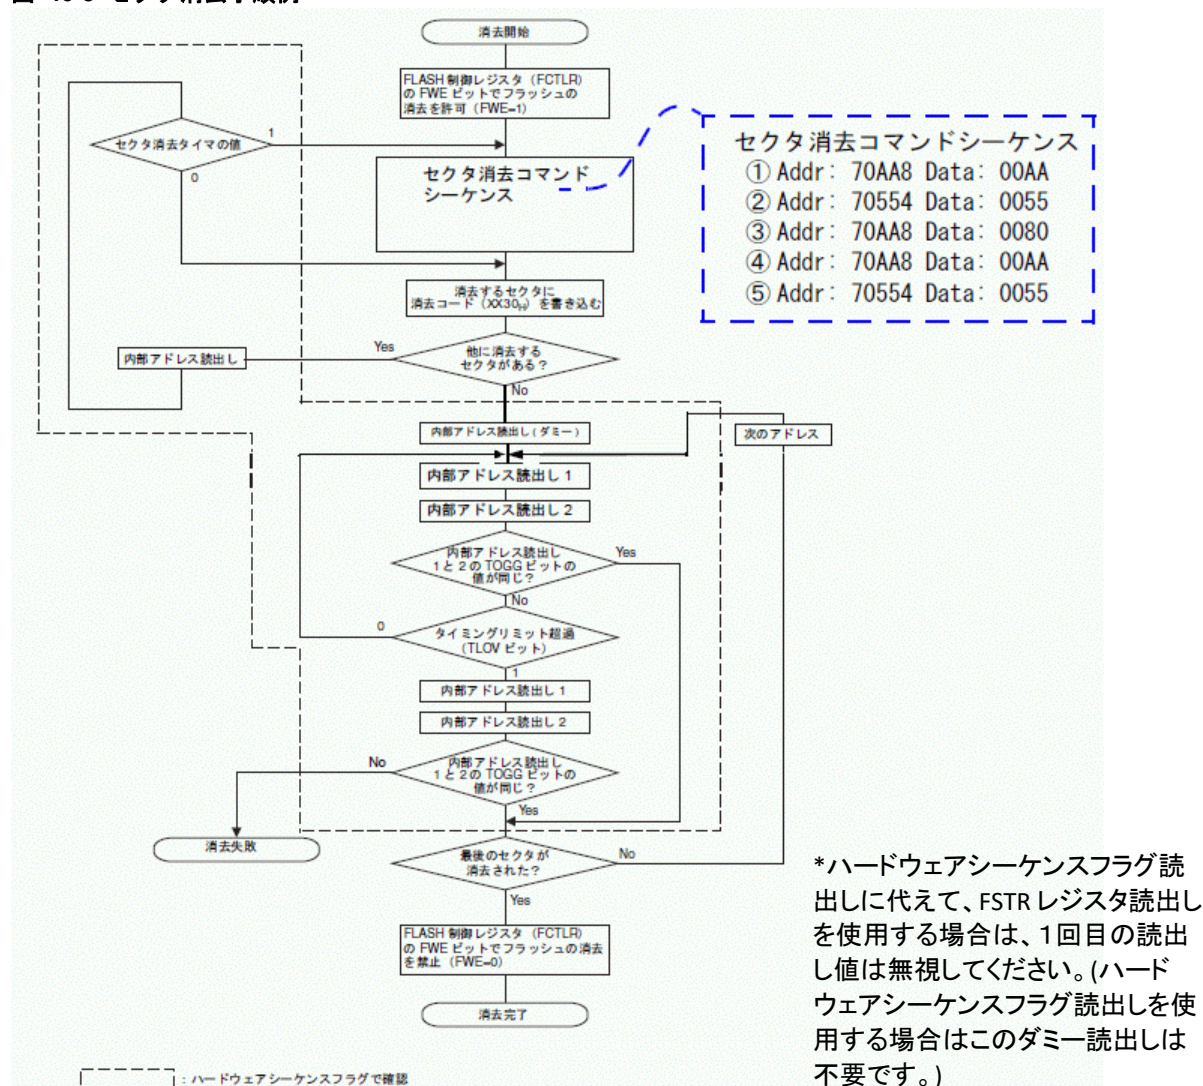 消去開始
FLASH 制御レジスタ（FCTLR）
の FWE ビットでフラッシュの
消去を許可（FWE=1）
セクタ消去タイマの値
1
0
セクタ消去コマンド
シーケンス
セクタ消去コマンドシーケンス
① Addr: 70AA8 Data: 00AA
② Addr: 70554 Data: 0055
③ Addr: 70AA8 Data: 0080
④ Addr: 70AA8 Data: 00AA
⑤ Addr: 70554 Data: 0055
消去するセクタに
消去コード（XX30H）を書き込む
内部アドレス読出し
Yes
他に消去する
セクタがある？
No
内部アドレス読出し(ダミー)
次のアドレス
内部アドレス読出し 1
内部アドレス読出し 2
内部アドレス読出し
1 と 2 の TOGG ビットの
値が同じ？
Yes
No
0
タイミングリミット超過
（TLOV ビット）
1
内部アドレス読出し 1
内部アドレス読出し 2
No
内部アドレス読出し
1 と 2 の TOGG ビットの
値が同じ？
Yes
消去失敗
最後のセクタが
消去された？
No
Yes
FLASH 制御レジスタ（FCTLR）
の FWE ビットでフラッシュの消去
を禁止（FWE=0）
消去完了
*ハードウェアシーケンスフラグ読
出しに代えて、FSTR レジスタ読出し
を使用する場合は、1回目の読出
し値は無視してください。(ハード
ウェアシーケンスフラグ読出しを使
用する場合はこのダミー読出しは
不要です。)
：ハードウェアシーケンスフラグで確認